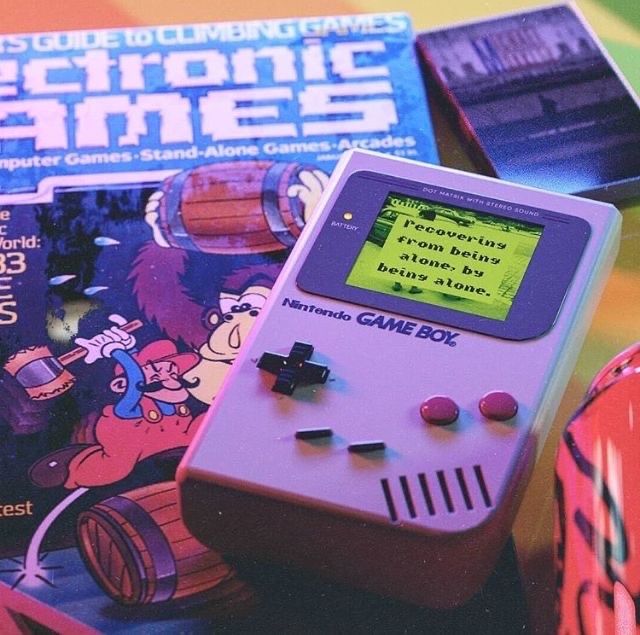 'S GUIDE to CLIMBING GAMES
ectronic
AMES
mputer Games · Stand-Alone Games · Arcades
World:
83
E
S
test
DOT MATRIX WITH STEREO SOUND
BATTERY
recovering
from being
alone, by
being alone.
Nintendo GAME BOY